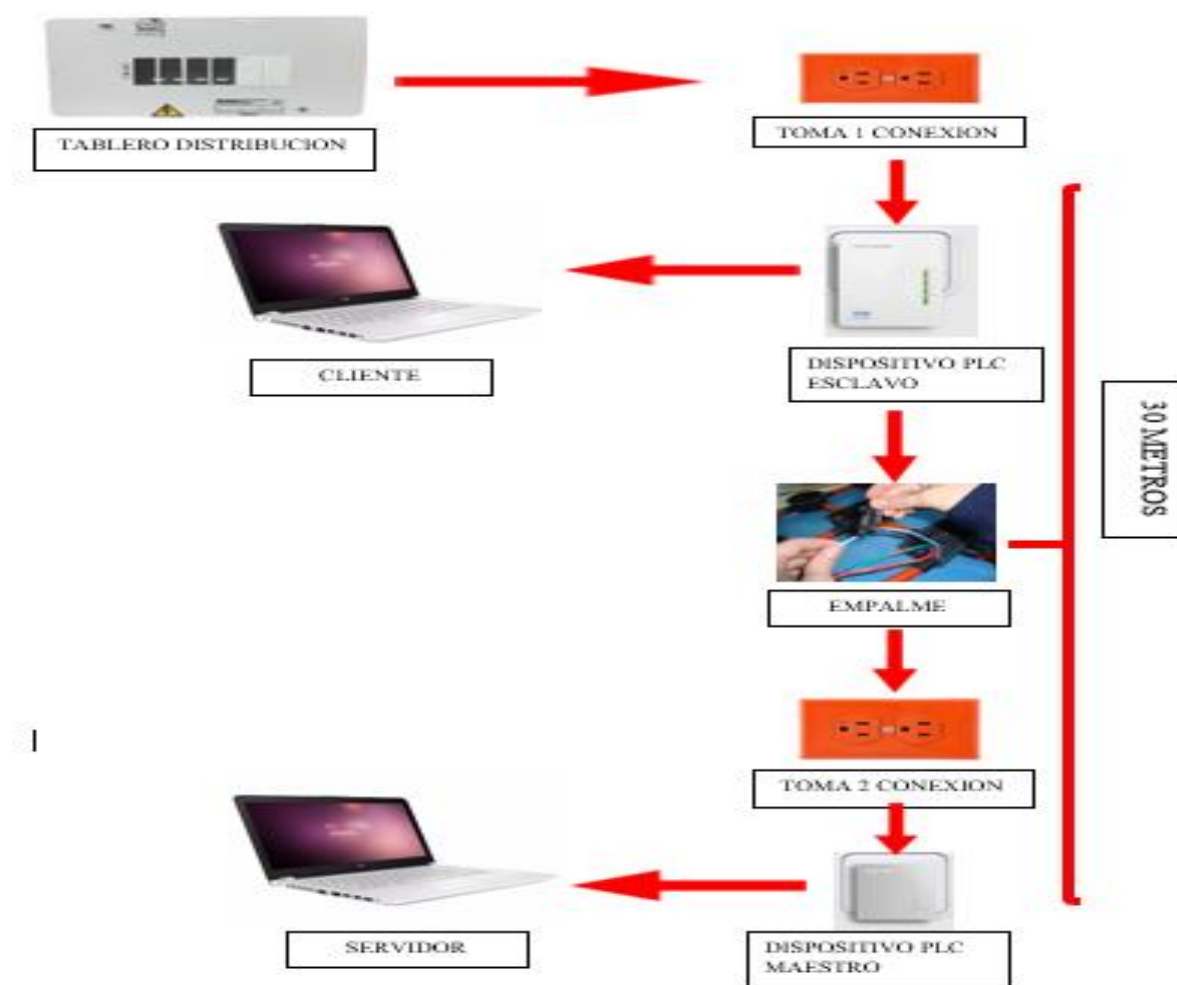 TABLERO DISTRIBUCION
TOMA 1 CONEXION
CLIENTE
DISPOSITIVO PLC
ESCLAVO
30 METROS
EMPALME
TOMA 2 CONEXION
SERVIDOR
DISPOSITIVO PLC
MAESTRO